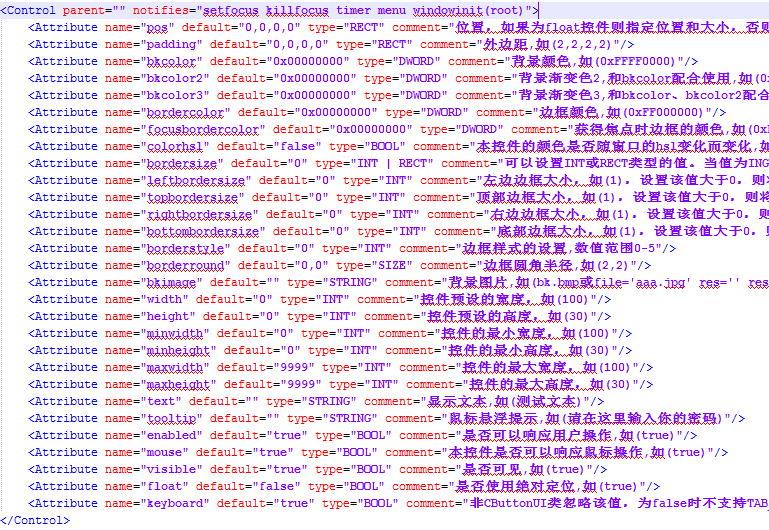 <Control parent="" notifies="setfocus killfocus timer menu windowinit(root)">
<Attribute name="pos" default="0,0,0,0" type="RECT" comment="位置，如果为float控件则指定位置和大小，否则
<Attribute name="padding" default="0,0,0,0" type="RECT" comment="外边距,如(2,2,2,2)"/>
<Attribute name="bkcolor" default="0x00000000" type="DWORD" comment="背景颜色,如(0xFFFF0000)"/>
<Attribute name="bkcolor2" default="0x00000000" type="DWORD" comment="背景渐变色2,和bkcolor配合使用,如(0x
<Attribute name="bkcolor3" default="0x00000000" type="DWORD" comment="背景渐变色3,和bkcolor、bkcolor2配合
<Attribute name="bordercolor" default="0x00000000" type="DWORD" comment="边框颜色,如(0xFF000000)"/>
<Attribute name="focusbordercolor" default="0x00000000" type="DWORD" comment="获得焦点时边框的颜色,如(0x
<Attribute name="colorhsl" default="false" type="BOOL" comment="本控件的颜色是否随窗口的hsl变化而变化,如
<Attribute name="bordersize" default="0" type="INT | RECT" comment="可以设置INT或RECT类型的值。当值为ING
<Attribute name="leftbordersize" default="0" type="INT" comment="左边边框大小，如(1)，设置该值大于0，则将
<Attribute name="topbordersize" default="0" type="INT" comment="顶部边框大小，如(1)，设置该值大于0，则将
<Attribute name="rightbordersize" default="0" type="INT" comment="右边边框大小，如(1)，设置该值大于0，则
<Attribute name="bottombordersize" default="0" type="INT" comment="底部边框大小，如(1)，设置该值大于0，则
<Attribute name="borderstyle" default="0" type="INT" comment="边框样式的设置,数值范围0-5"/>
<Attribute name="borderround" default="0,0" type="SIZE" comment="边框圆角半径,如(2,2)"/>
<Attribute name="bkimage" default="" type="STRING" comment="背景图片,如(bk.bmp或file='aaa.jpg' res='' res
<Attribute name="width" default="0" type="INT" comment="控件预设的宽度，如(100)"/>
<Attribute name="height" default="0" type="INT" comment="控件预设的高度，如(30)"/>
<Attribute name="minwidth" default="0" type="INT" comment="控件的最小宽度，如(100)"/>
<Attribute name="minheight" default="0" type="INT" comment="控件的最小高度，如(30)"/>
<Attribute name="maxwidth" default="9999" type="INT" comment="控件的最大宽度，如(100)"/>
<Attribute name="maxheight" default="9999" type="INT" comment="控件的最大高度，如(30)"/>
<Attribute name="text" default="" type="STRING" comment="显示文本,如(测试文本)"/>
<Attribute name="tooltip" default="" type="STRING" comment="鼠标悬浮提示,如(请在这里输入你的密码)"/>
<Attribute name="enabled" default="true" type="BOOL" comment="是否可以响应用户操作,如(true)"/>
<Attribute name="mouse" default="true" type="BOOL" comment="本控件是否可以响应鼠标操作,如(true)"/>
<Attribute name="visible" default="true" type="BOOL" comment="是否可见,如(true)"/>
<Attribute name="float" default="false" type="BOOL" comment="是否使用绝对定位,如(true)"/>
<Attribute name="keyboard" default="true" type="BOOL" comment="非CButtonUI类忽略该值，为false时不支持TAB
</Control>